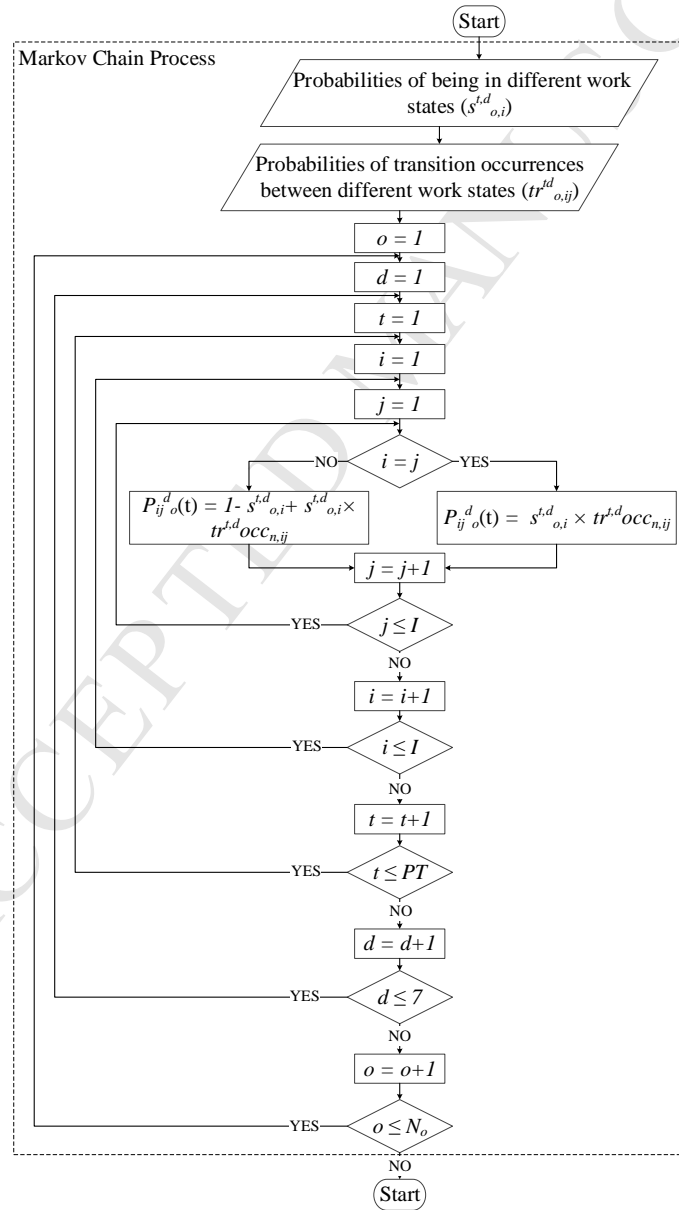 Start
Markov Chain Process
Probabilities of being in different work
states (s^{t,d}_{o,i})
Probabilities of transition occurrences
between different work states (tr^{td}_{o,ij})
o = 1
d = 1
t = 1
i = 1
j = 1
i = j
NO
YES
P_{ij}^{d}_{o}(t) = 1- s^{t,d}_{o,i}+ s^{t,d}_{o,i}×
tr^{t,d}occ_{n,ij}
P_{ij}^{d}_{o}(t) = s^{t,d}_{o,i} × tr^{t,d}occ_{n,ij}
j = j+1
YES
j ≤ I
NO
i = i+1
YES
i ≤ I
NO
t = t+1
YES
t ≤ PT
NO
d = d+1
YES
d ≤ 7
NO
o = o+1
YES
o ≤ N_o
NO
Start